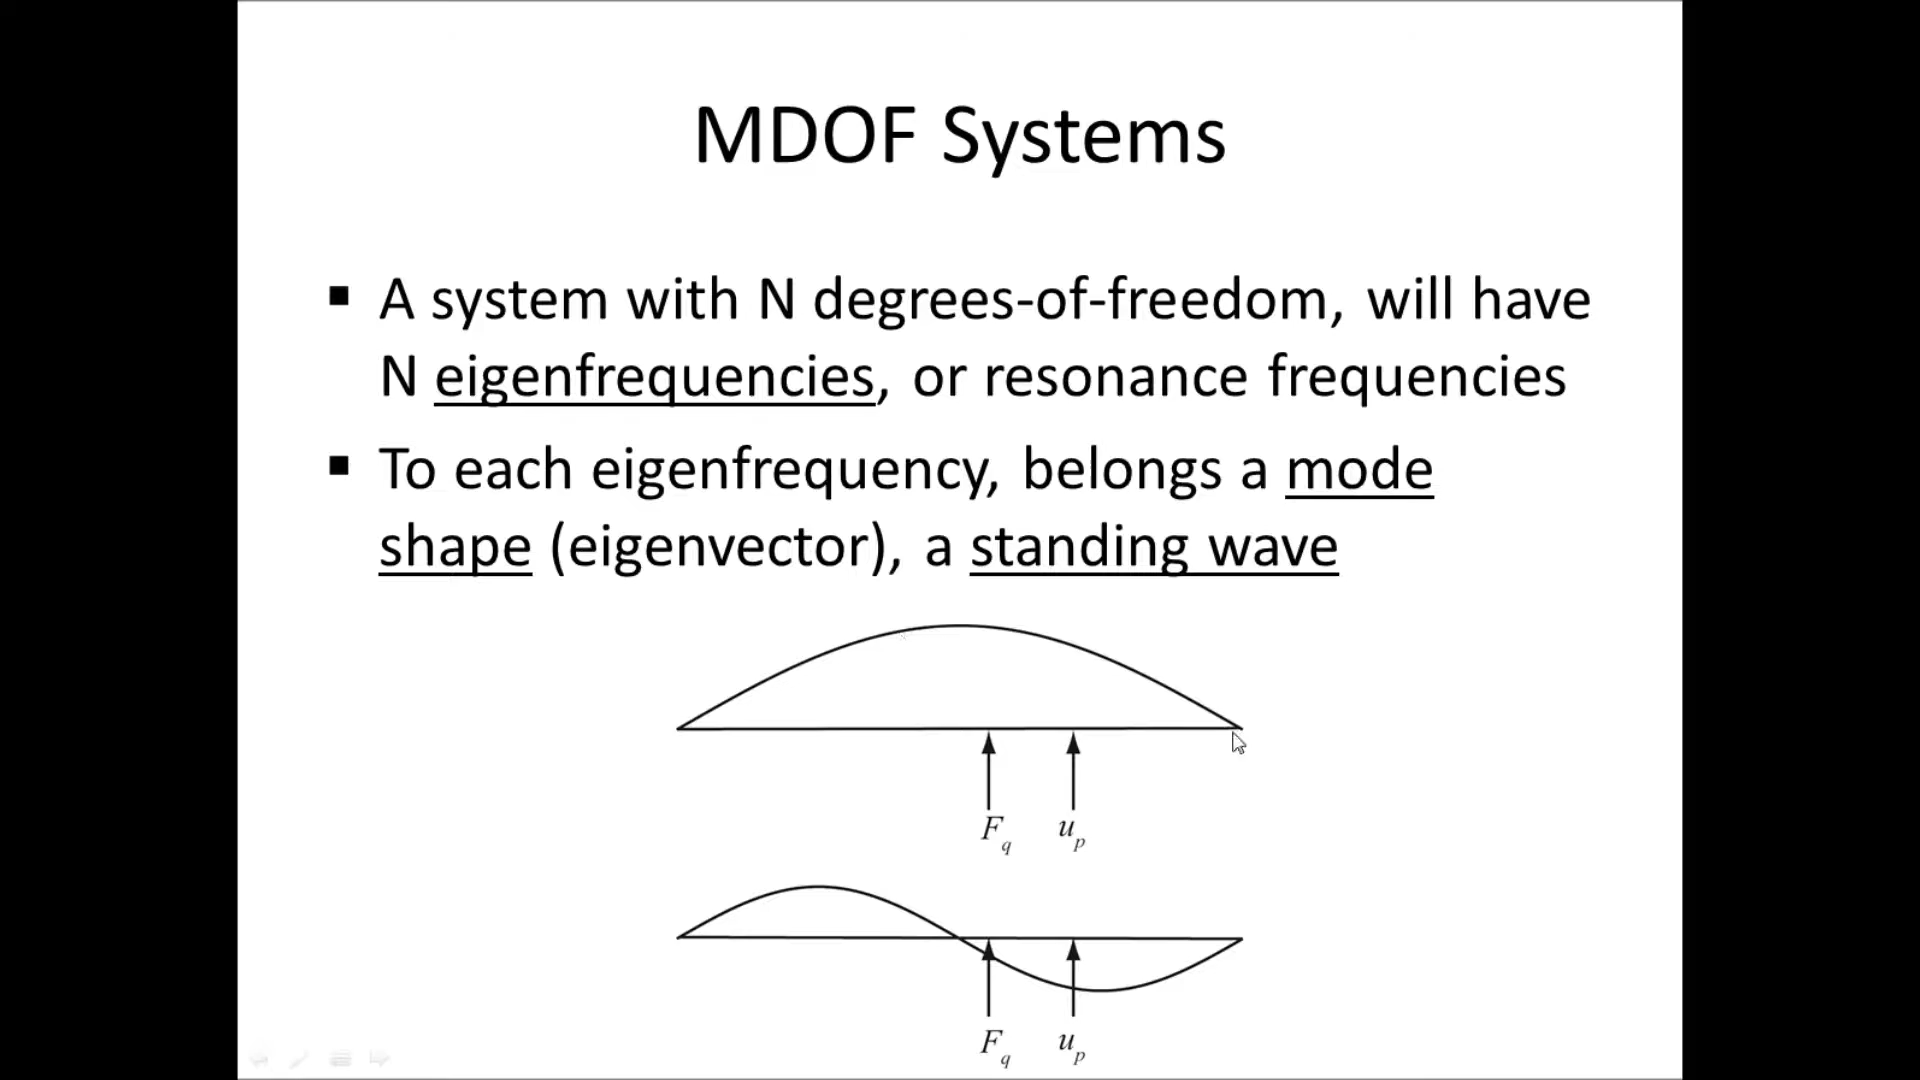 MDOF Systems
▪ A system with N degrees-of-freedom, will have
N eigenfrequencies, or resonance frequencies
▪ To each eigenfrequency, belongs a mode
shape (eigenvector), a standing wave
F_q u_p
F_q u_p